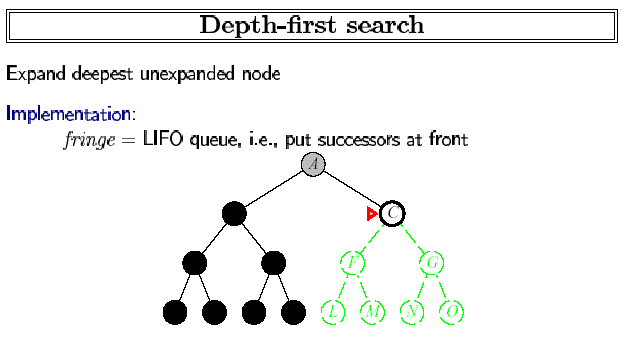 Depth-first search
Expand deepest unexpanded node
Implementation:
fringe = LIFO queue, i.e., put successors at front
A
C
F G
L M N O